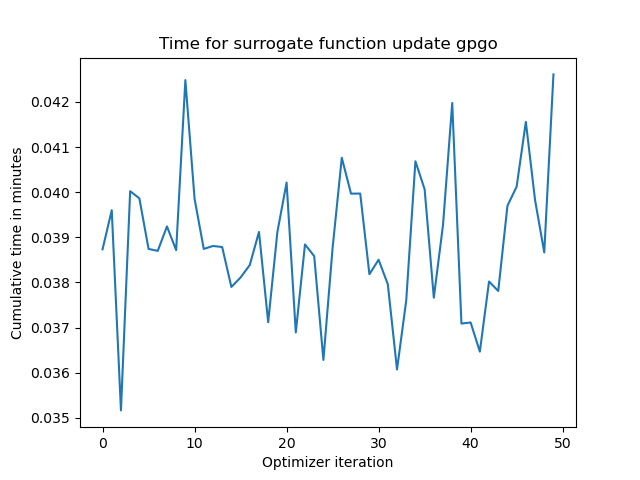 Time for surrogate function update gpgo
Cumulative time in minutes
0.042
0.041
0.040
0.039
0.038
0.037
0.036
0.035
0 10 20 30 40 50
Optimizer iteration